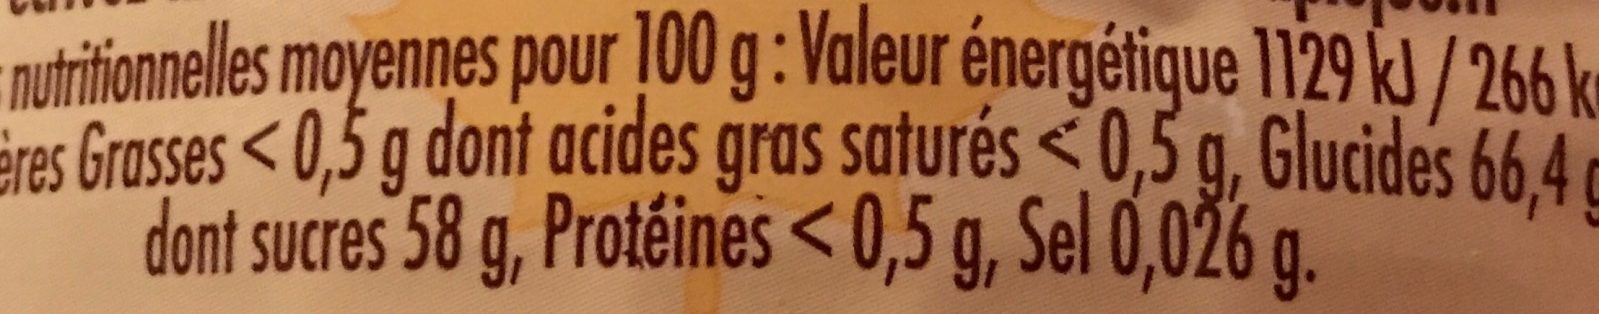 nutritionnelles moyennes pour 100 g : Valeur énergétique 1129 kJ / 266 k
ères Grasses < 0,5 g dont acides gras saturés < 0,5 g, Glucides 66,4 g
dont sucres 58 g, Protéines < 0,5 g, Sel 0,026 g.